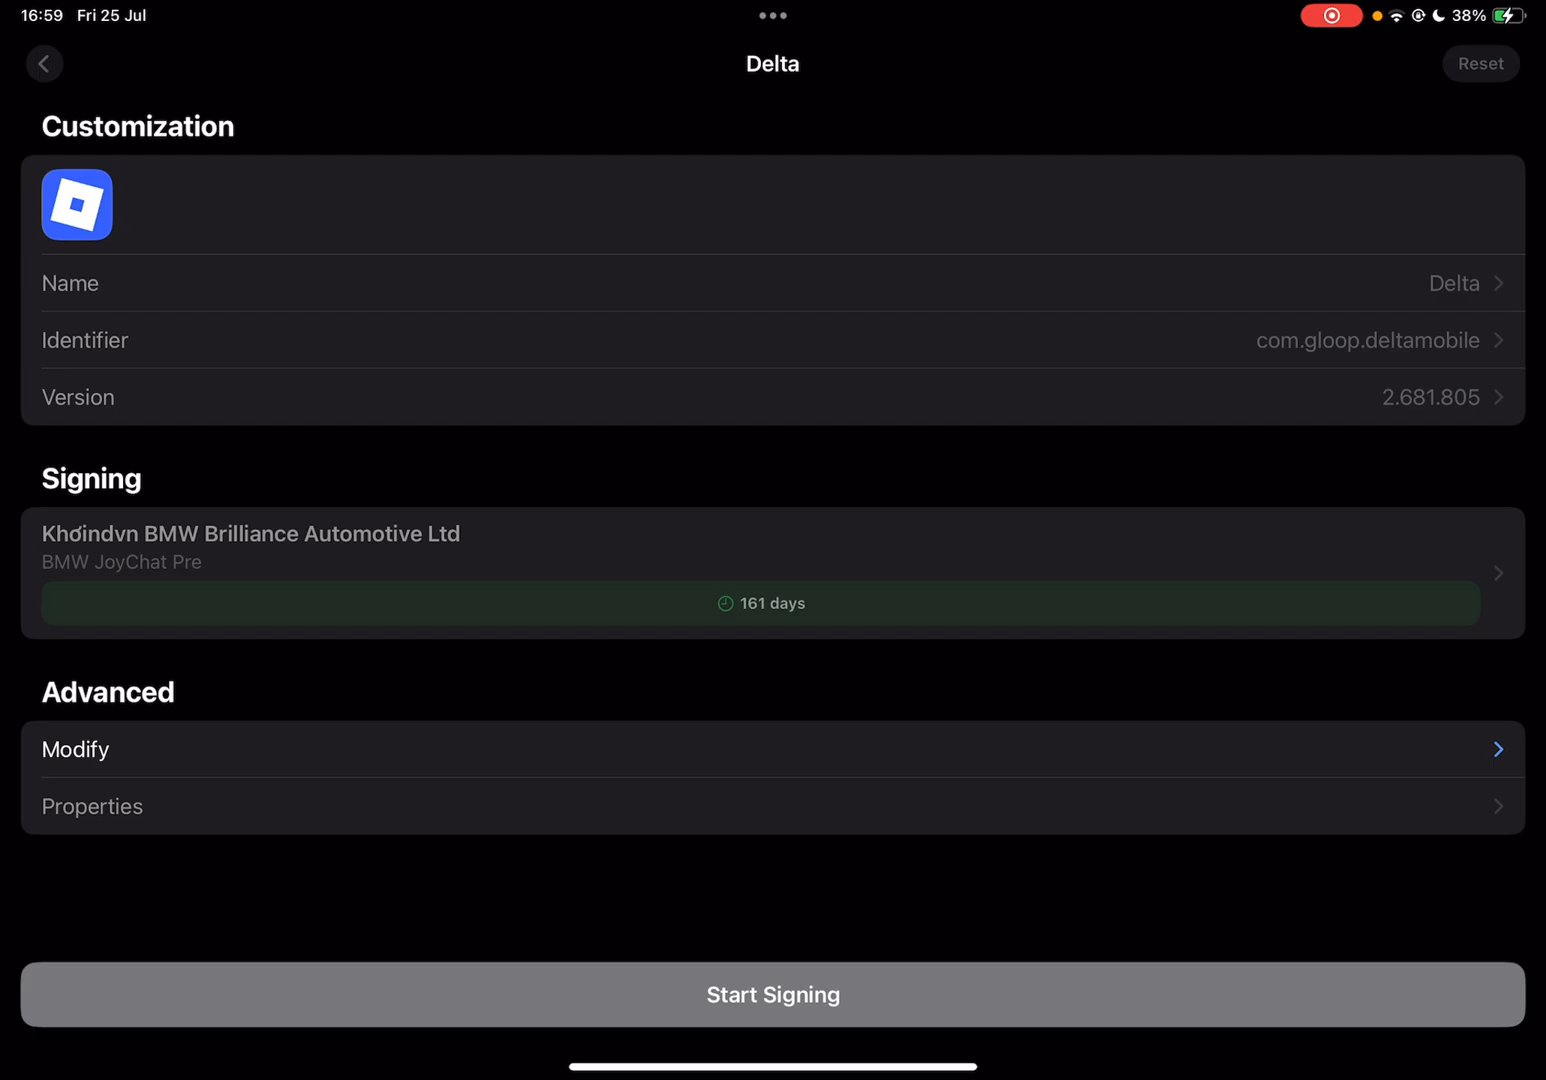 16:59 Fri 25 Jul
38%
Delta
Reset
Customization
Name
Delta
Identifier
com.gloop.deltamobile
Version
2.681.805
Signing
Khơindvn BMW Brilliance Automotive Ltd
BMW JoyChat Pre
161 days
Advanced
Modify
Properties
Start Signing